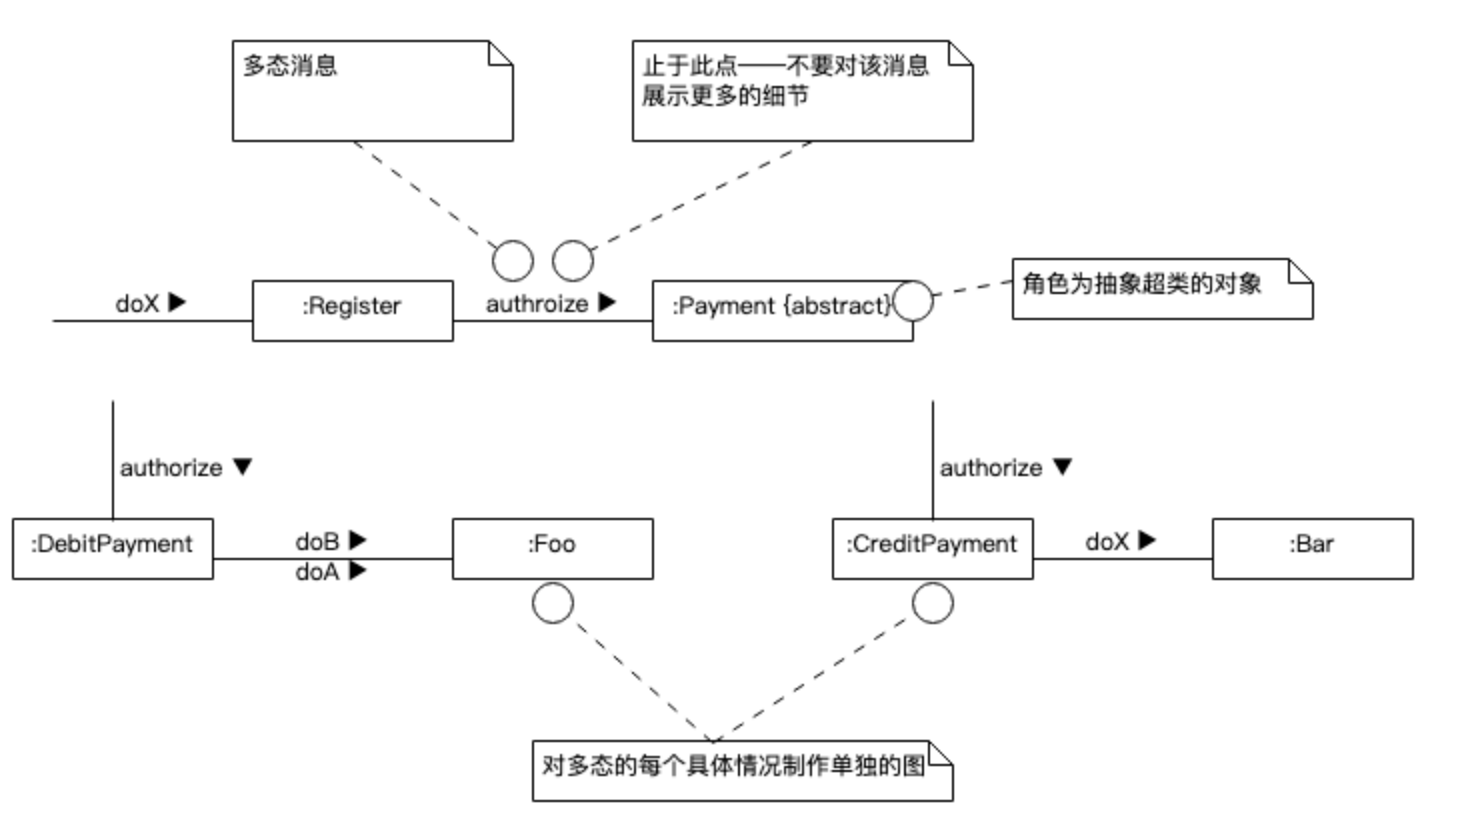 多态消息
止于此点——不要对该消息
展示更多的细节
角色为抽象超类的对象
doX ▶
:Register
authroize ▶
:Payment {abstract}
authorize ▼
authorize ▼
:DebitPayment
doB ▶
doA ▶
:Foo
:CreditPayment
doX ▶
:Bar
对多态的每个具体情况制作单独的图